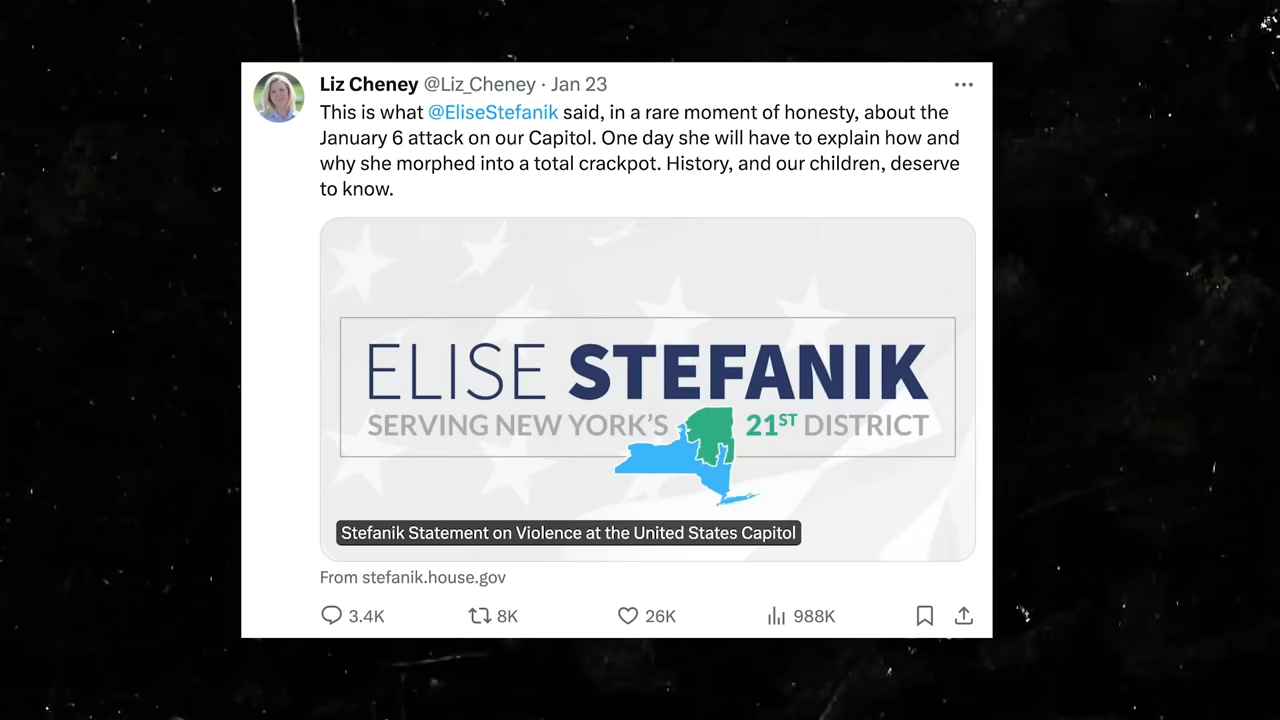 Liz Cheney @Liz_Cheney · Jan 23
This is what @EliseStefanik said, in a rare moment of honesty, about the
January 6 attack on our Capitol. One day she will have to explain how and
why she morphed into a total crackpot. History, and our children, deserve
to know.
ELISE STEFANIK
SERVING NEW YORK'S 21ST DISTRICT
Stefanik Statement on Violence at the United States Capitol
From stefanik.house.gov
3.4K 8K 26K 988K